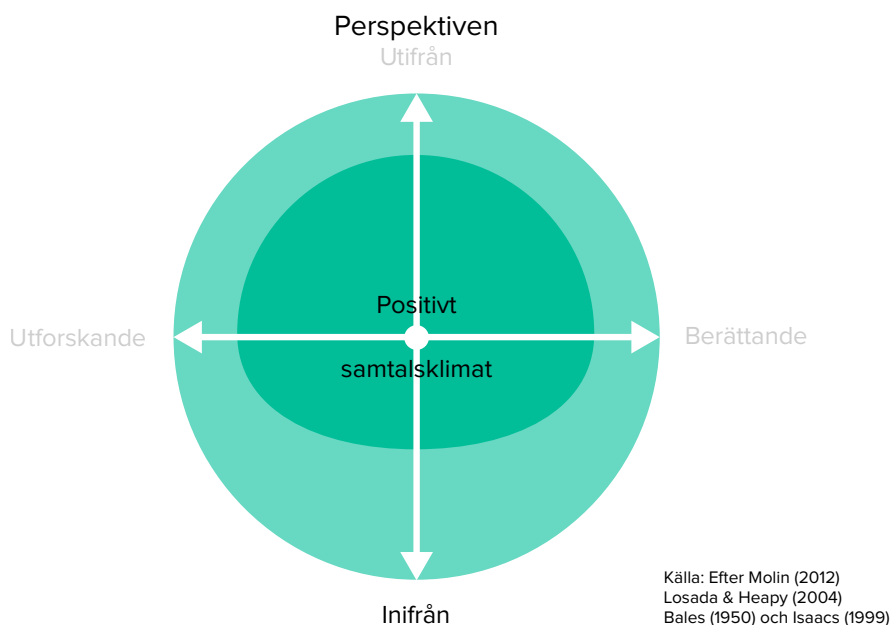 Perspektiven
Utifrån
Positivt
Utforskande
Berättande
samtalsklimat
Inifrån
Källa: Efter Molin (2012)
Losada & Heapy (2004)
Bales (1950) och Isaacs (1999)